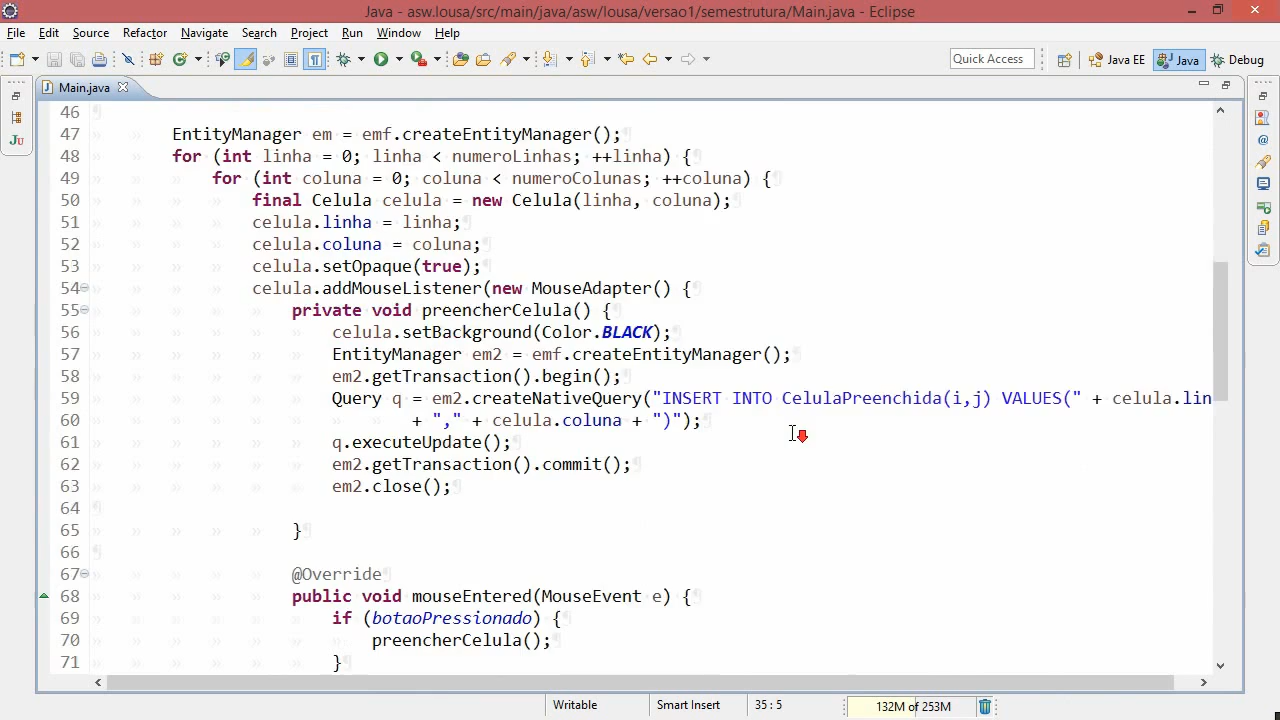 Java - asw.lousa/src/main/java/asw/lousa/versao1/semestrutura/Main.java - Eclipse
File Edit Source Refactor Navigate Search Project Run Window Help
Quick Access Java EE Java Debug
Main.java
46
47 EntityManager em = emf.createEntityManager();
48 for (int linha = 0; linha < numeroLinhas; ++linha) {
49 for (int coluna = 0; coluna < numeroColunas; ++coluna) {
50 final Celula celula = new Celula(linha, coluna);
51 celula.linha = linha;
52 celula.coluna = coluna;
53 celula.setOpaque(true);
54 celula.addMouseListener(new MouseAdapter() {
55 private void preencherCelula() {
56 celula.setBackground(Color.BLACK);
57 EntityManager em2 = emf.createEntityManager();
58 em2.getTransaction().begin();
59 Query q = em2.createNativeQuery("INSERT INTO CelulaPreenchida(i,j) VALUES(" + celula.lin
60 + "," + celula.coluna + ")");
61 q.executeUpdate();
62 em2.getTransaction().commit();
63 em2.close();
64
65 }
66
67 @Override
68 public void mouseEntered(MouseEvent e) {
69 if (botaoPressionado) {
70 preencherCelula();
71 }
Writable Smart Insert 35 : 5 132M of 253M